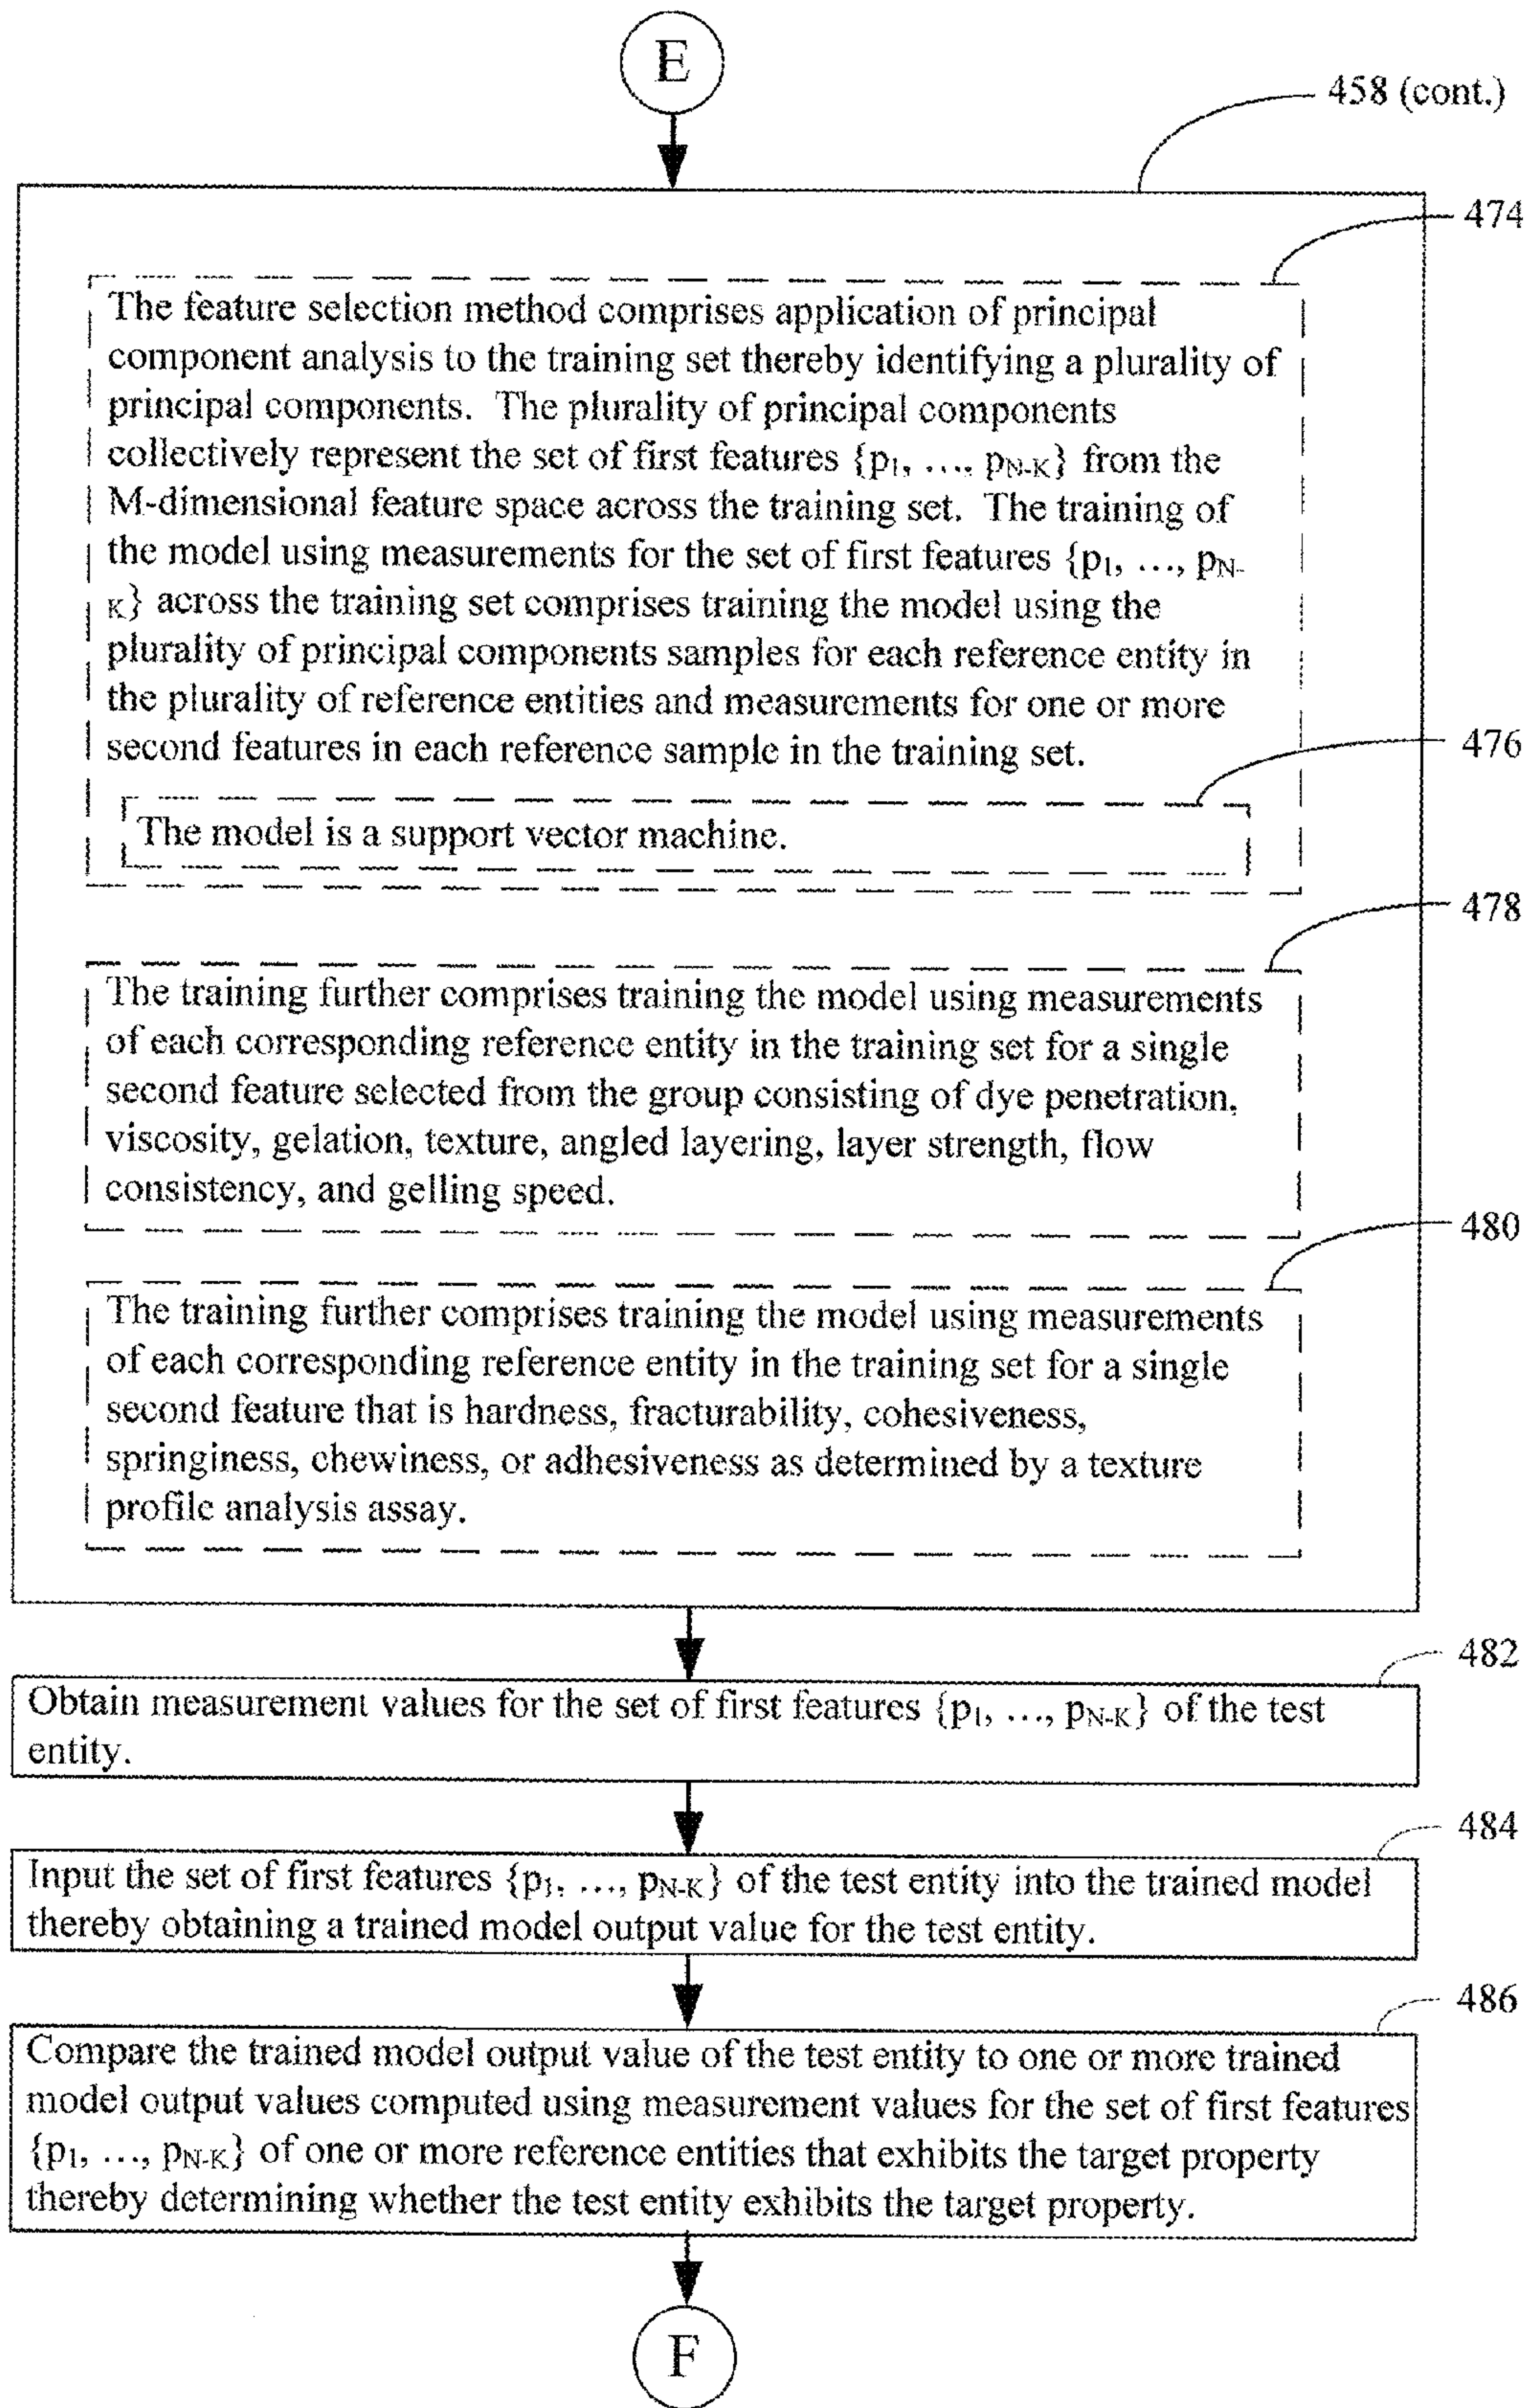 E
458 (cont.)
474
The feature selection method comprises application of principal
component analysis to the training set thereby identifying a plurality of
principal components. The plurality of principal components
collectively represent the set of first features {p1, …, pN-K} from the
M-dimensional feature space across the training set. The training of
the model using measurements for the set of first features {p1, …, pN-
K} across the training set comprises training the model using the
plurality of principal components samples for each reference entity in
the plurality of reference entities and measurements for one or more
second features in each reference sample in the training set.
476
The model is a support vector machine.
478
The training further comprises training the model using measurements
of each corresponding reference entity in the training set for a single
second feature selected from the group consisting of dye penetration,
viscosity, gelation, texture, angled layering, layer strength, flow
consistency, and gelling speed.
480
The training further comprises training the model using measurements
of each corresponding reference entity in the training set for a single
second feature that is hardness, fracturability, cohesiveness,
springiness, chewiness, or adhesiveness as determined by a texture
profile analysis assay.
482
Obtain measurement values for the set of first features {p1, …, pN-K} of the test
entity.
484
Input the set of first features {p1, …, pN-K} of the test entity into the trained model
thereby obtaining a trained model output value for the test entity.
486
Compare the trained model output value of the test entity to one or more trained
model output values computed using measurement values for the set of first features
{p1, …, pN-K} of one or more reference entities that exhibits the target property
thereby determining whether the test entity exhibits the target property.
F